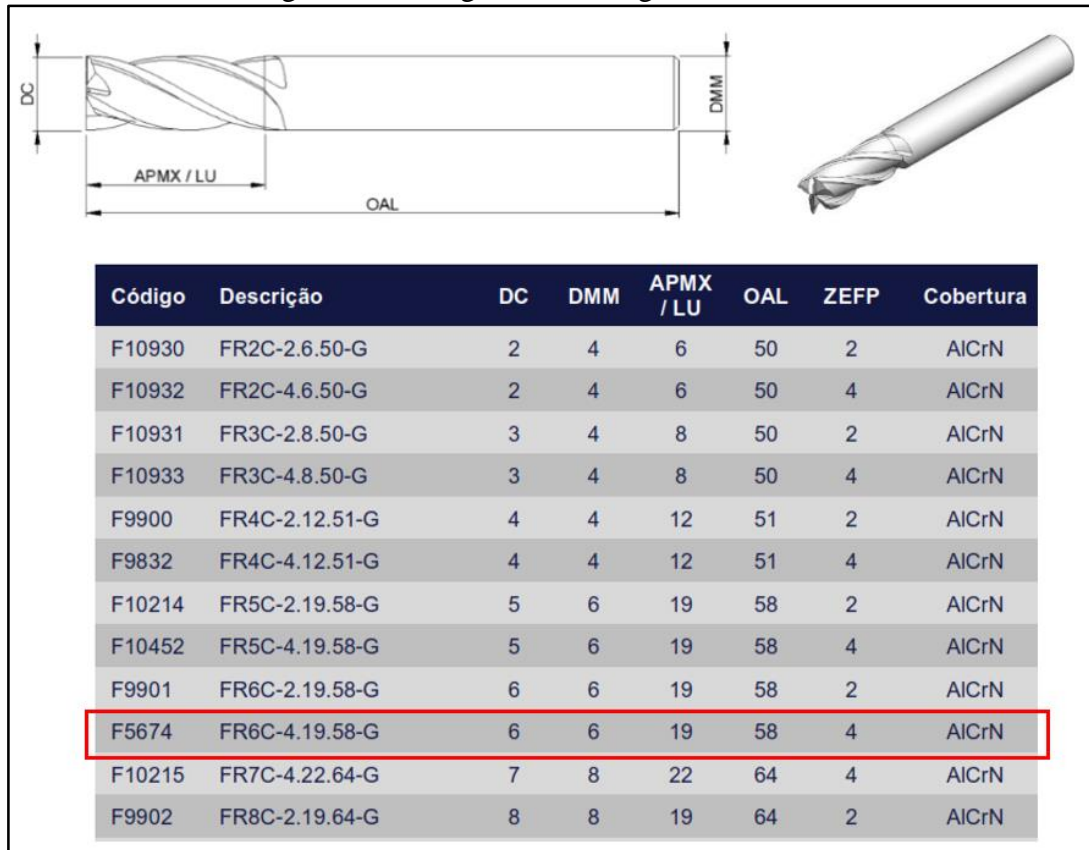 DC
DMM
APMX / LU
OAL
Código Descrição DC DMM APMX / LU OAL ZEFP Cobertura
F10930 FR2C-2.6.50-G 2 4 6 50 2 AlCrN
F10932 FR2C-4.6.50-G 2 4 6 50 4 AlCrN
F10931 FR3C-2.8.50-G 3 4 8 50 2 AlCrN
F10933 FR3C-4.8.50-G 3 4 8 50 4 AlCrN
F9900 FR4C-2.12.51-G 4 4 12 51 2 AlCrN
F9832 FR4C-4.12.51-G 4 4 12 51 4 AlCrN
F10214 FR5C-2.19.58-G 5 6 19 58 2 AlCrN
F10452 FR5C-4.19.58-G 5 6 19 58 4 AlCrN
F9901 FR6C-2.19.58-G 6 6 19 58 2 AlCrN
F5674 FR6C-4.19.58-G 6 6 19 58 4 AlCrN
F10215 FR7C-4.22.64-G 7 8 22 64 4 AlCrN
F9902 FR8C-2.19.64-G 8 8 19 64 2 AlCrN